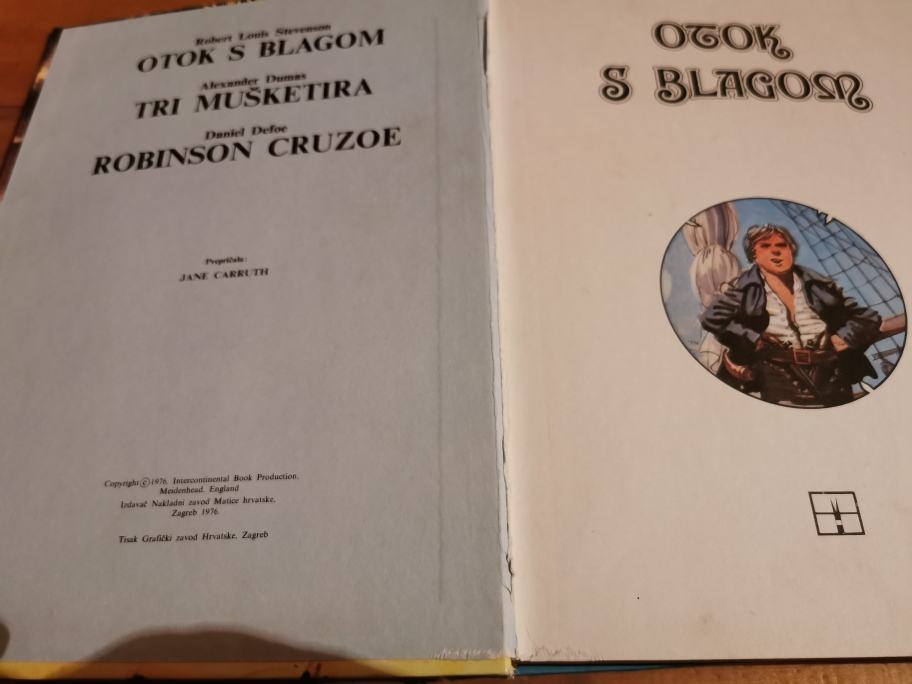 Robert Louis Stevenson
OTOK S BLAGOM
Alexander Dumas
TRI MUŠKETIRA
Daniel Defoe
ROBINSON CRUZOE
Prepričala:
JANE CARRUTH
Copyright © 1976. Intercontinental Book Production.
Meidenhead. England
Izdavač Nakladni zavod Matice hrvatske.
Zagreb 1976.
Tisak Grafički zavod Hrvatske. Zagreb
OTOK
S BLAGOM